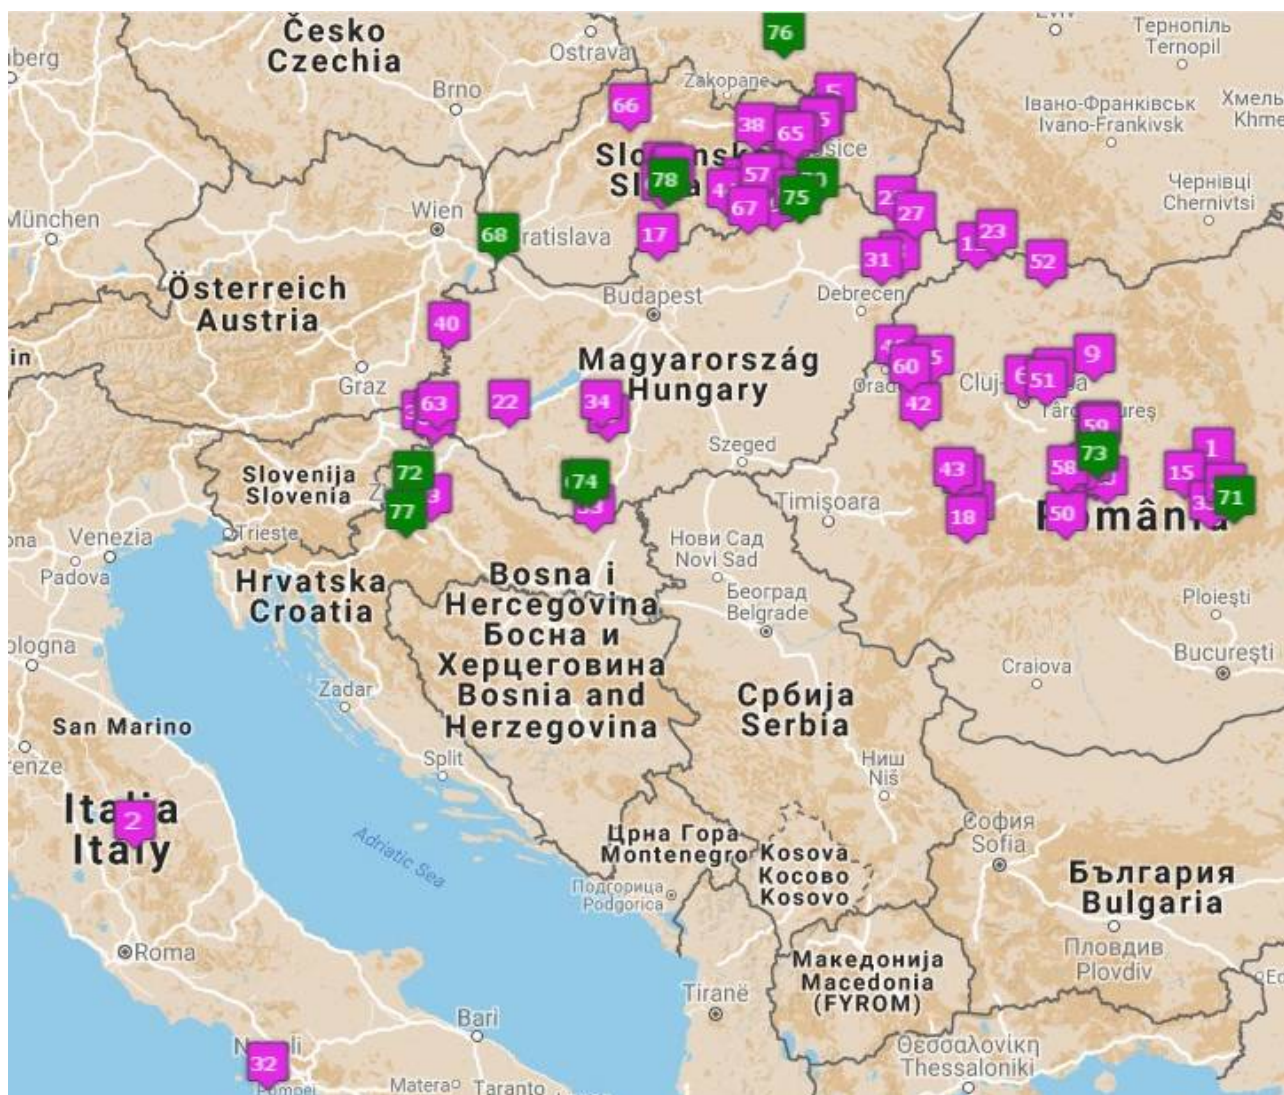 Česko
Czechia
Ostrava
76
Тернопіль
Ternopil
Brno
66
Zakopane
5
38
65
Івано-Франківськ
Ivano-Frankivsk
78
57
75
67
27
Чернівці
Chernivtsi
München
Wien
68
17
23
31
52
Österreich
Austria
Budapest
Debrecen
40
Magyarország
Hungary
Graz
60
9
51
63
22
34
42
59
Szeged
Slovenija
Slovenia
72
74
43
58
73
1
15
77
18
Timișoara
50
71
Venezia
Trieste
Padova
Hrvatska
Croatia
Нови Сад
Novi Sad
Bosna i
Hercegovina
Босна и
Херцеговина
Bosnia and
Herzegovina
Београд
Belgrade
Ploiești
București
Craiova
Zadar
Србија
Serbia
San Marino
Split
Ниш
Niš
Italia
Italy
2
Adriatic Sea
Црна Гора
Montenegro
Kosova
Косово
Kosovo
София
Sofia
България
Bulgaria
Подгорица
Podgorica
Roma
Македонија
Macedonia
(FYROM)
Пловдив
Plovdiv
Tiranë
Bari
32
Matera
Taranto
Θεσσαλονίκη
Thessaloniki